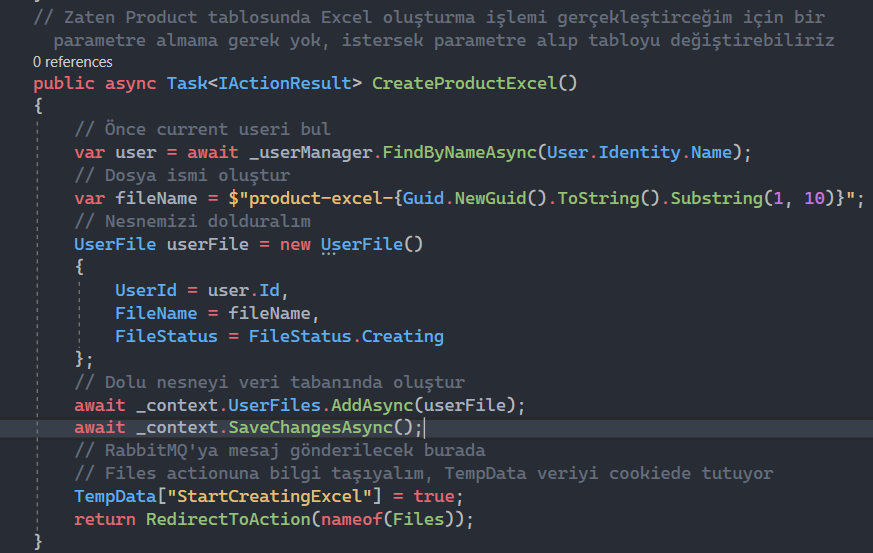 // Zaten Product tablosunda Excel oluşturma işlemi gerçekleştirceğim için bir
parametre almama gerek yok, istersek parametre alıp tabloyu değiştirebiliriz
0 references
public async Task<IActionResult> CreateProductExcel()
{
// Önce current useri bul
var user = await _userManager.FindByNameAsync(User.Identity.Name);
// Dosya ismi oluştur
var fileName = $"product-excel-{Guid.NewGuid().ToString().Substring(1, 10)}";
// Nesnemizi dolduralım
UserFile userFile = new UserFile()
{
UserId = user.Id,
FileName = fileName,
FileStatus = FileStatus.Creating
};
// Dolu nesneyi veri tabanında oluştur
await _context.UserFiles.AddAsync(userFile);
await _context.SaveChangesAsync();
// RabbitMQ'ya mesaj gönderilecek burada
// Files actionuna bilgi taşıyalım, TempData veriyi cookiede tutuyor
TempData["StartCreatingExcel"] = true;
return RedirectToAction(nameof(Files));
}